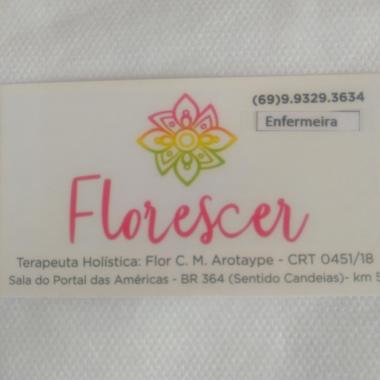 (69)9.9329.3634
Enfermeira
Florescer
Terapeuta Holística: Flor C. M. Arotaype - CRT 0451/18
Sala do Portal das Américas - BR 364 (Sentido Candeias)- km 5